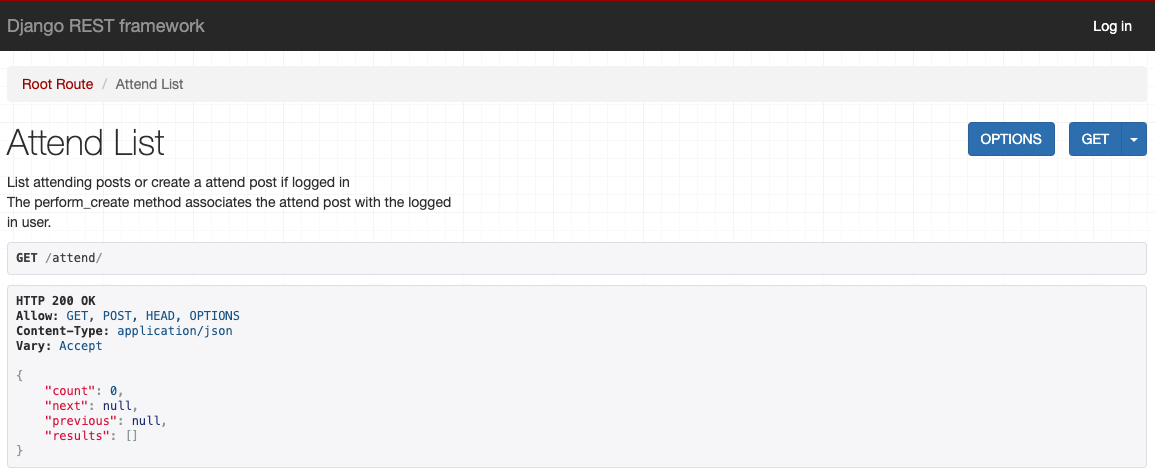 Django REST framework
Log in
Root Route / Attend List
Attend List
OPTIONS
GET
List attending posts or create a attend post if logged in
The perform_create method associates the attend post with the logged
in user.
GET /attend/
HTTP 200 OK
Allow: GET, POST, HEAD, OPTIONS
Content-Type: application/json
Vary: Accept
{
    "count": 0,
    "next": null,
    "previous": null,
    "results": []
}